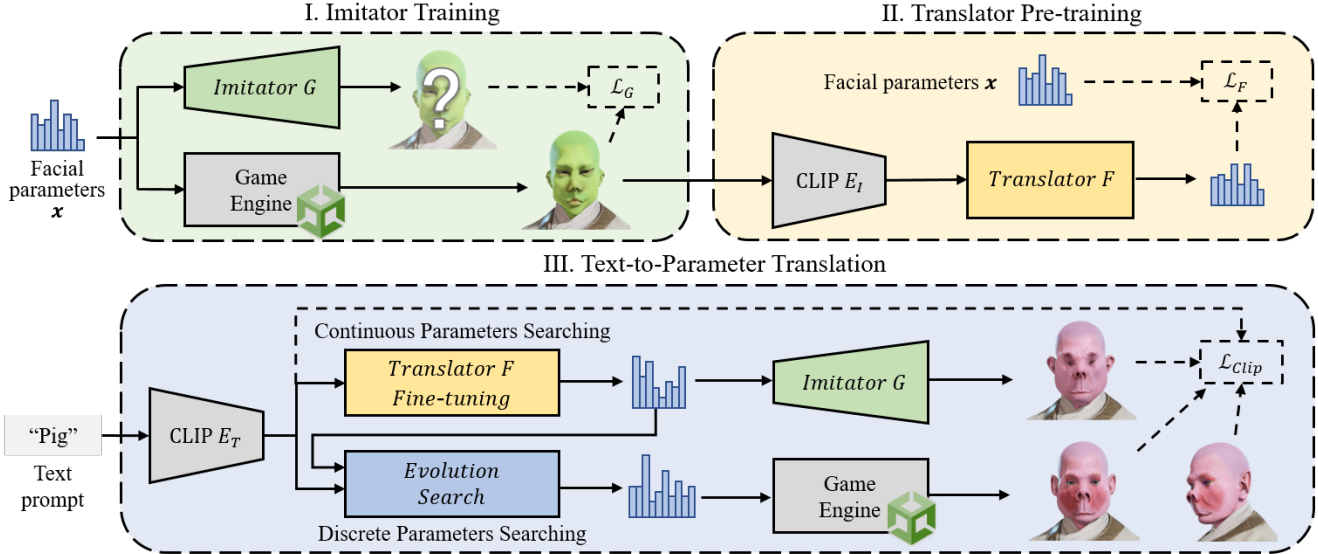 I. Imitator Training
II. Translator Pre-training
Imitator G
?
ℒ_G
Facial
parameters
x
Game
Engine
Facial parameters x
ℒ_F
CLIP E_I
Translator F
III. Text-to-Parameter Translation
Continuous Parameters Searching
Translator F
Fine-tuning
Imitator G
ℒ_Clip
"Pig"
Text
prompt
CLIP E_T
Evolution
Search
Game
Engine
Discrete Parameters Searching